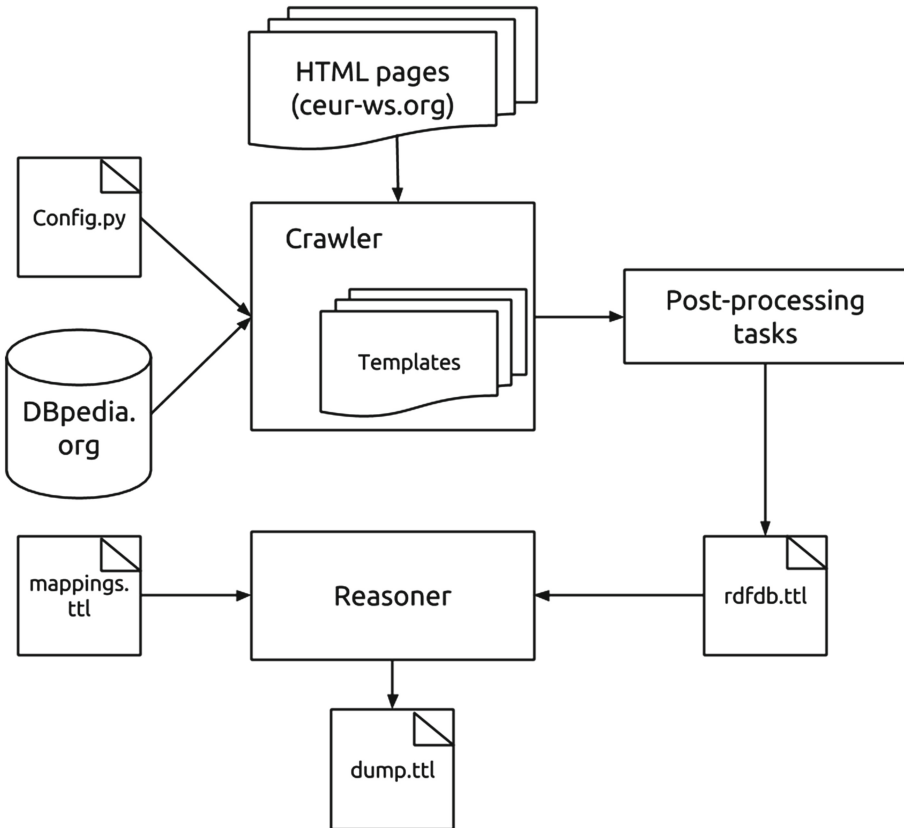 HTML pages
(ceur-ws.org)
Config.py
Crawler
Templates
Post-processing
tasks
DBpedia.
org
mappings.
ttl
Reasoner
rdfdb.ttl
dump.ttl